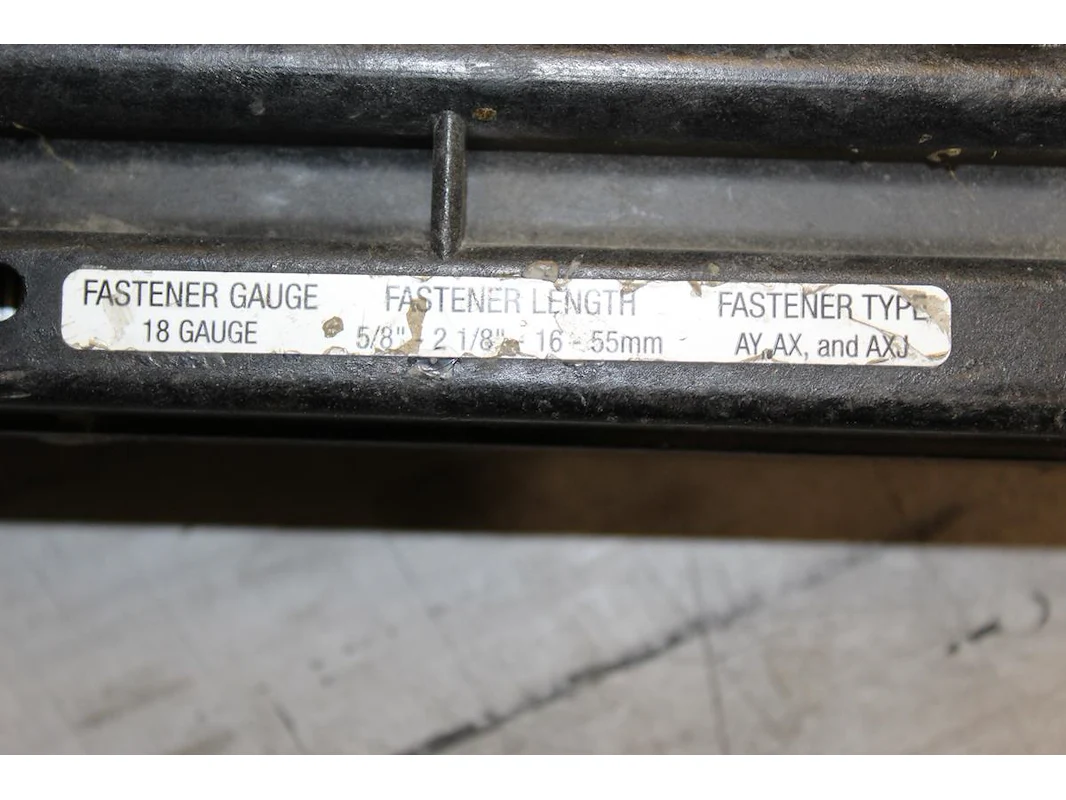 FASTENER GAUGE FASTENER LENGTH FASTENER TYPE
18 GAUGE 5/8" - 2 1/8" - 16 - 55mm AY, AX, and AXJ